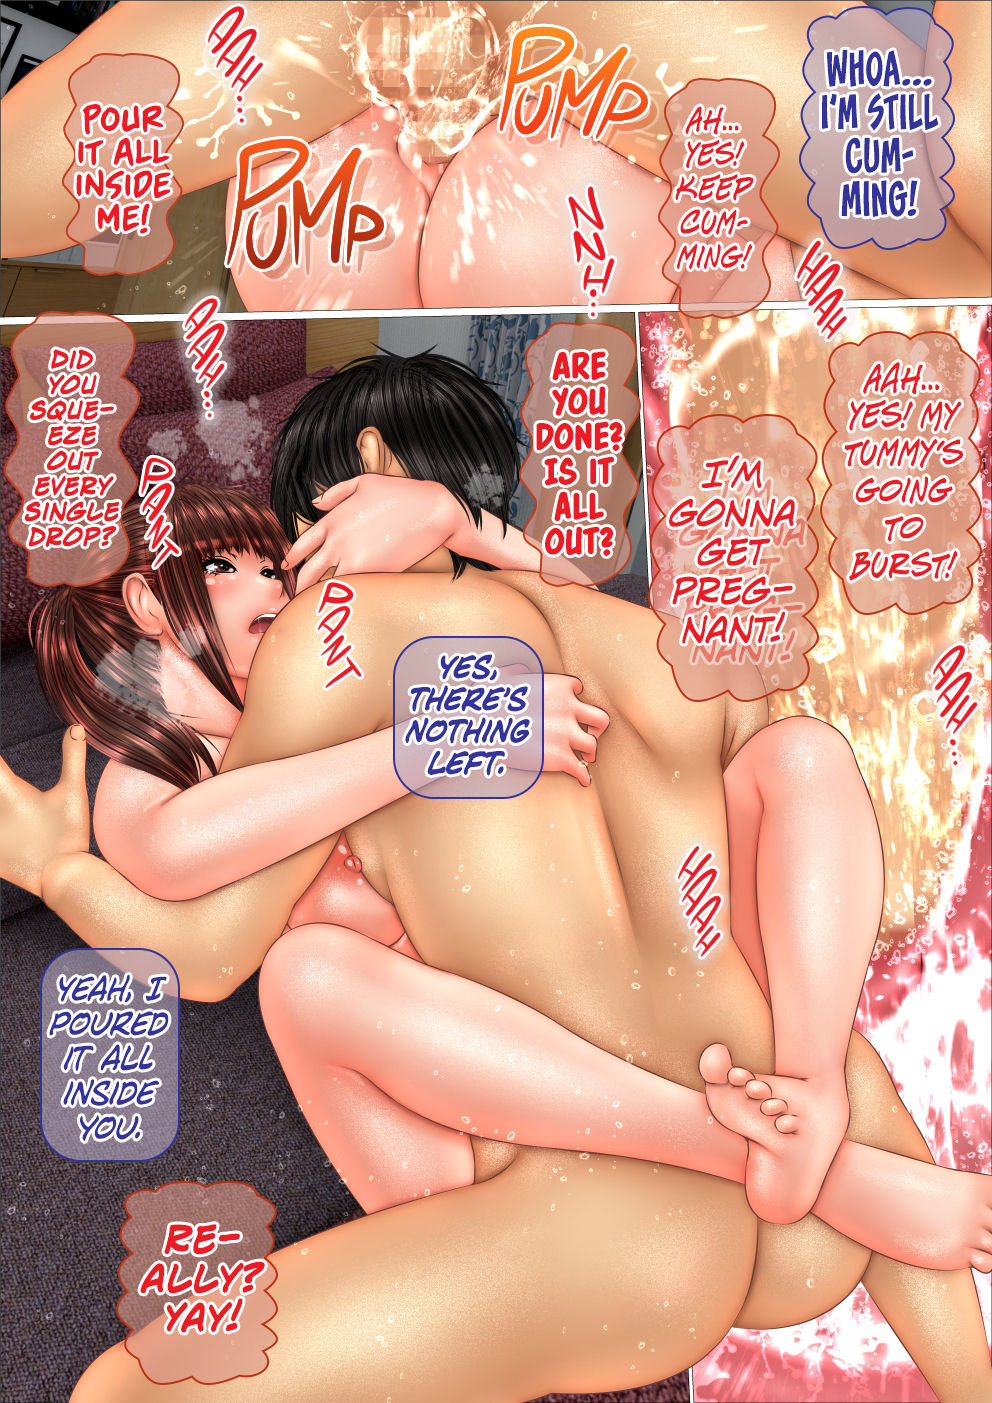 AAH...
POUR
IT ALL
INSIDE
ME!
PUMP
PUMP
AH...
YES!
KEEP
CUM-
MING!
WHOA...
I'M STILL
CUM-
MING!
NN!...
HAAH
AAH...
DID
YOU
SQUE-
EZE
OUT
EVERY
SINGLE
DROP?
PANT
ARE
YOU
DONE?
IS IT
ALL
OUT?
AAH...
YES! MY
TUMMY'S
GOING
TO
BURST!
I'M
GONNA
GET
PREG-
NANT!
PANT
YES,
THERE'S
NOTHING
LEFT.
AAH...
HAAH
YEAH, I
POURED
IT ALL
INSIDE
YOU.
RE-
ALLY?
YAY!